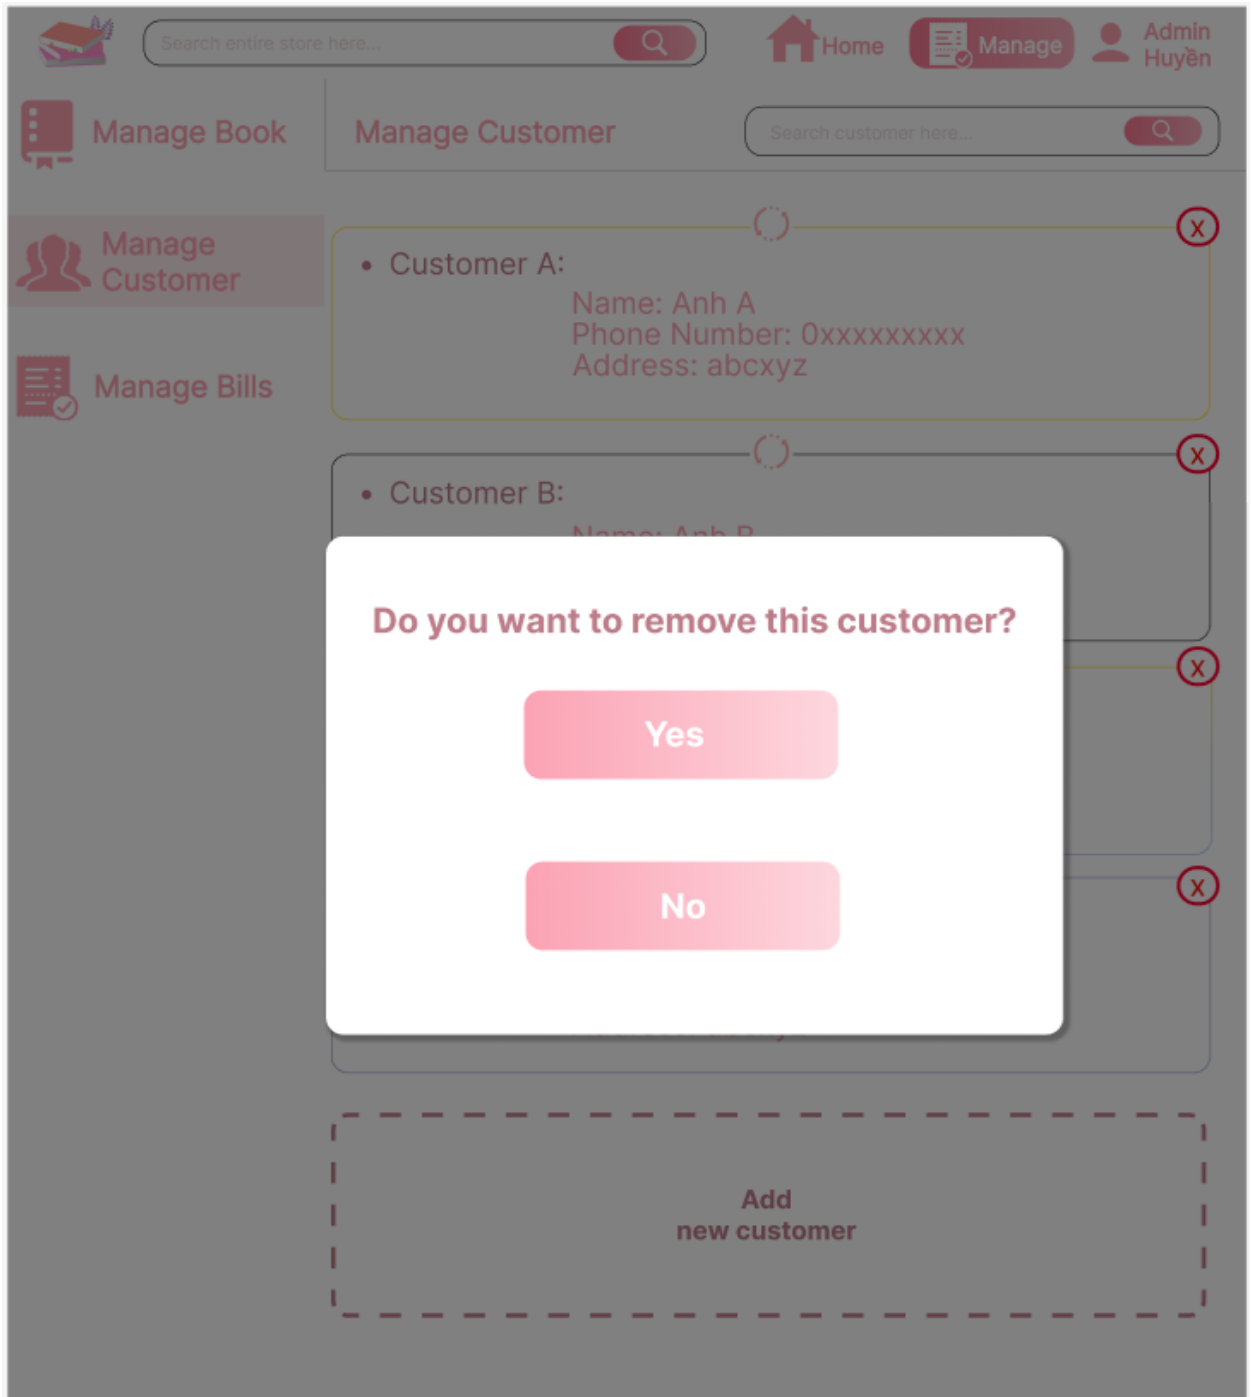 Search entire store here...
Home
Manage
Admin
Huyền
Manage Book
Manage Customer
Search customer here...
Manage
Customer
Manage Bills
X
• Customer A:
Name: Anh A
Phone Number: 0xxxxxxxxx
Address: abcxyz
X
• Customer B:
Name: Anh B
Do you want to remove this customer?
X
Yes
X
No
Add
new customer